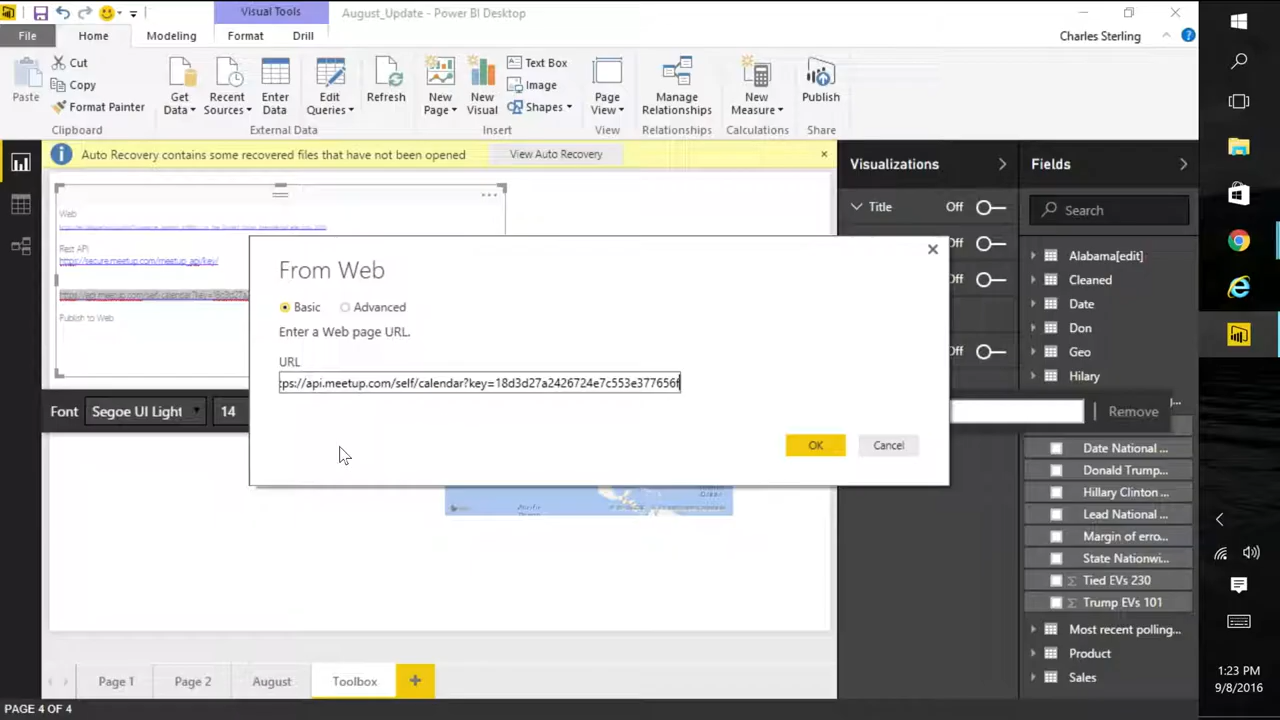 Visual Tools
August_Update - Power BI Desktop
File
Home
Modeling
Format
Drill
Charles Sterling
Paste
Cut
Copy
Format Painter
Get Data
Recent Sources
Enter Data
Edit Queries
Refresh
New Page
New Visual
Text Box
Image
Shapes
Page View
Manage Relationships
New Measure
Publish
Clipboard
External Data
Insert
View
Relationships
Calculations
Share
Auto Recovery contains some recovered files that have not been opened
View Auto Recovery
Visualizations
Fields
Title
Off
Search
Web
Rest API
https://secure.meetup.com/meetup_api/key/
Publish to Web
Off
Off
Off
From Web
Basic
Advanced
Enter a Web page URL.
URL
:ps://api.meetup.com/self/calendar?key=18d3d27a2426724e7c553e377656f
OK
Cancel
Font
Segoe UI Light
14
Remove
Alabama[edit]
Cleaned
Date
Don
Geo
Hilary
Date National ...
Donald Trump...
Hillary Clinton ...
Lead National ...
Margin of erro...
State Nationwi...
Tied EVs 230
Trump EVs 101
Most recent polling...
Product
Sales
Page 1
Page 2
August
Toolbox
PAGE 4 OF 4
1:23 PM
9/8/2016